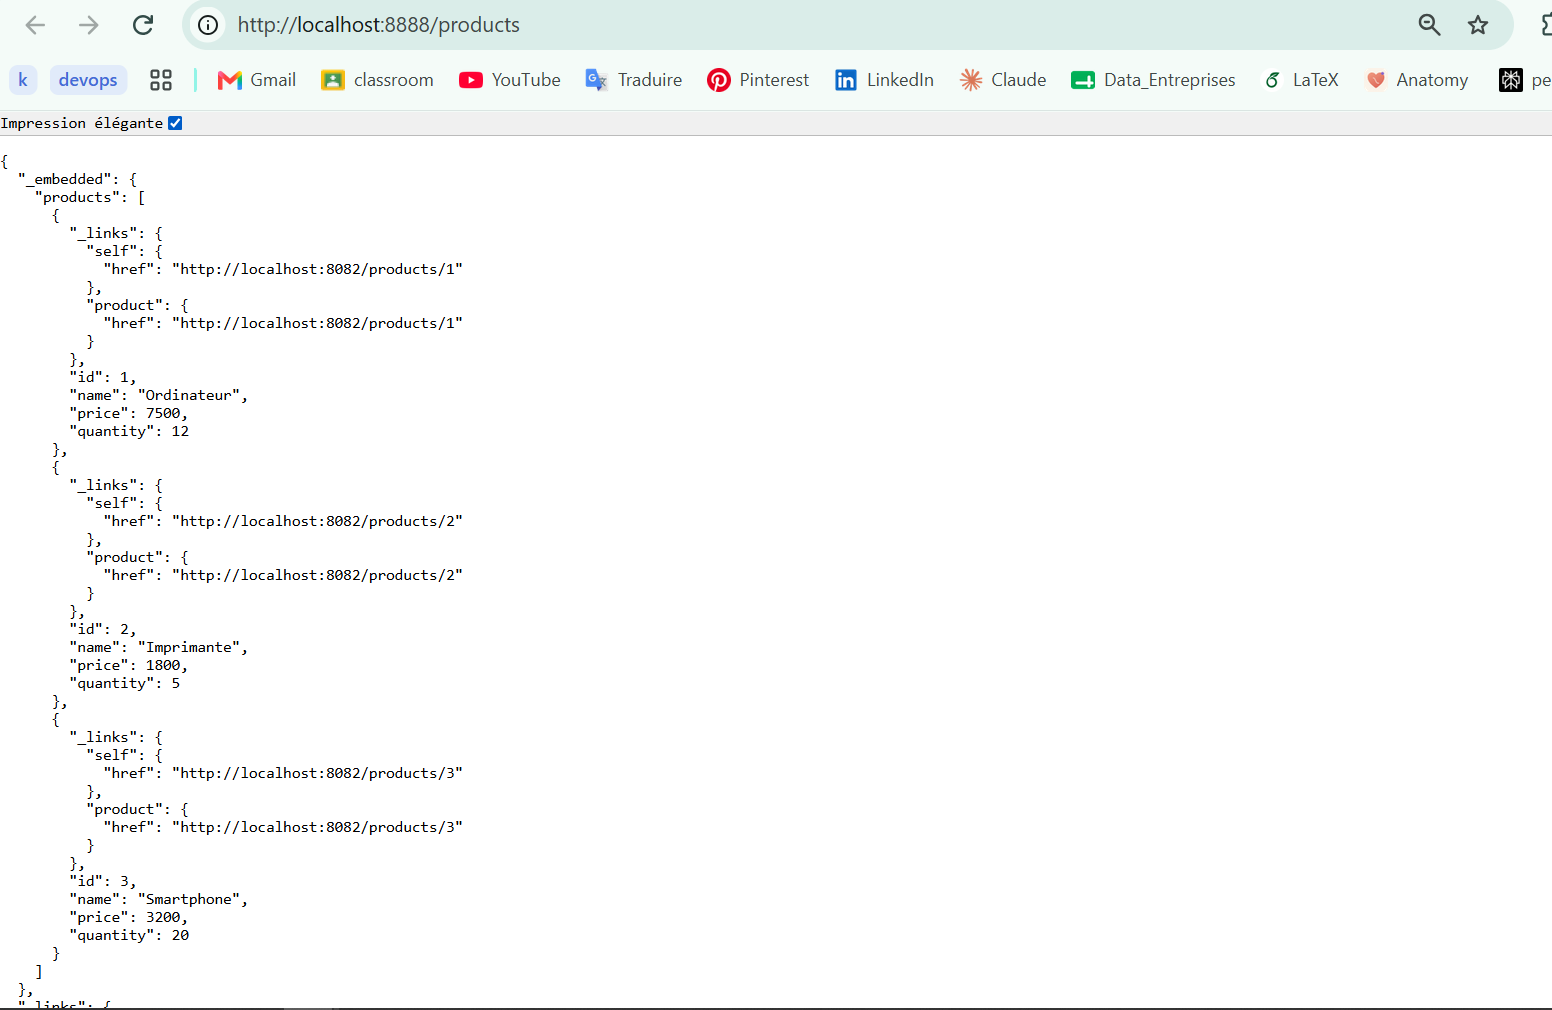 http://localhost:8888/products
k devops Gmail classroom YouTube Traduire Pinterest LinkedIn Claude Data_Entreprises LaTeX Anatomy pe
Impression élégante
{
  "_embedded": {
    "products": [
      {
        "_links": {
          "self": {
            "href": "http://localhost:8082/products/1"
          },
          "product": {
            "href": "http://localhost:8082/products/1"
          }
        },
        "id": 1,
        "name": "Ordinateur",
        "price": 7500,
        "quantity": 12
      },
      {
        "_links": {
          "self": {
            "href": "http://localhost:8082/products/2"
          },
          "product": {
            "href": "http://localhost:8082/products/2"
          }
        },
        "id": 2,
        "name": "Imprimante",
        "price": 1800,
        "quantity": 5
      },
      {
        "_links": {
          "self": {
            "href": "http://localhost:8082/products/3"
          },
          "product": {
            "href": "http://localhost:8082/products/3"
          }
        },
        "id": 3,
        "name": "Smartphone",
        "price": 3200,
        "quantity": 20
      }
    ]
  },
  "_links": {